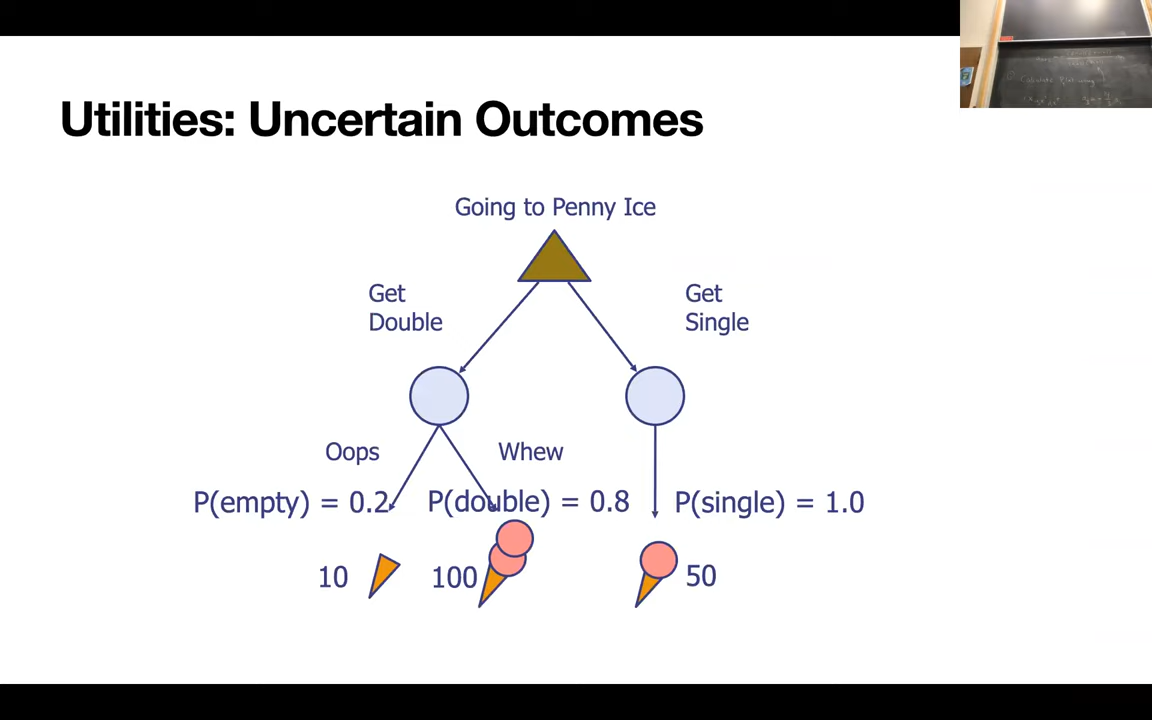 Utilities: Uncertain Outcomes
Going to Penny Ice
Get
Double
Get
Single
Oops
Whew
P(empty) = 0.2
P(double) = 0.8
P(single) = 1.0
10
100
50